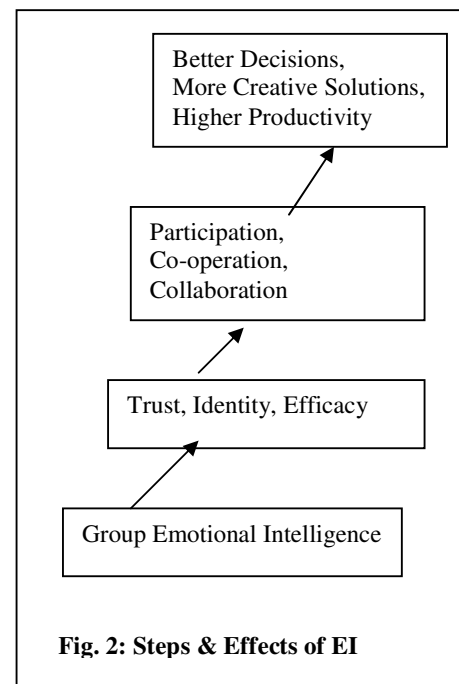 Better Decisions,
More Creative Solutions,
Higher Productivity
Participation,
Co-operation,
Collaboration
Trust, Identity, Efficacy
Group Emotional Intelligence
Fig. 2: Steps & Effects of EI